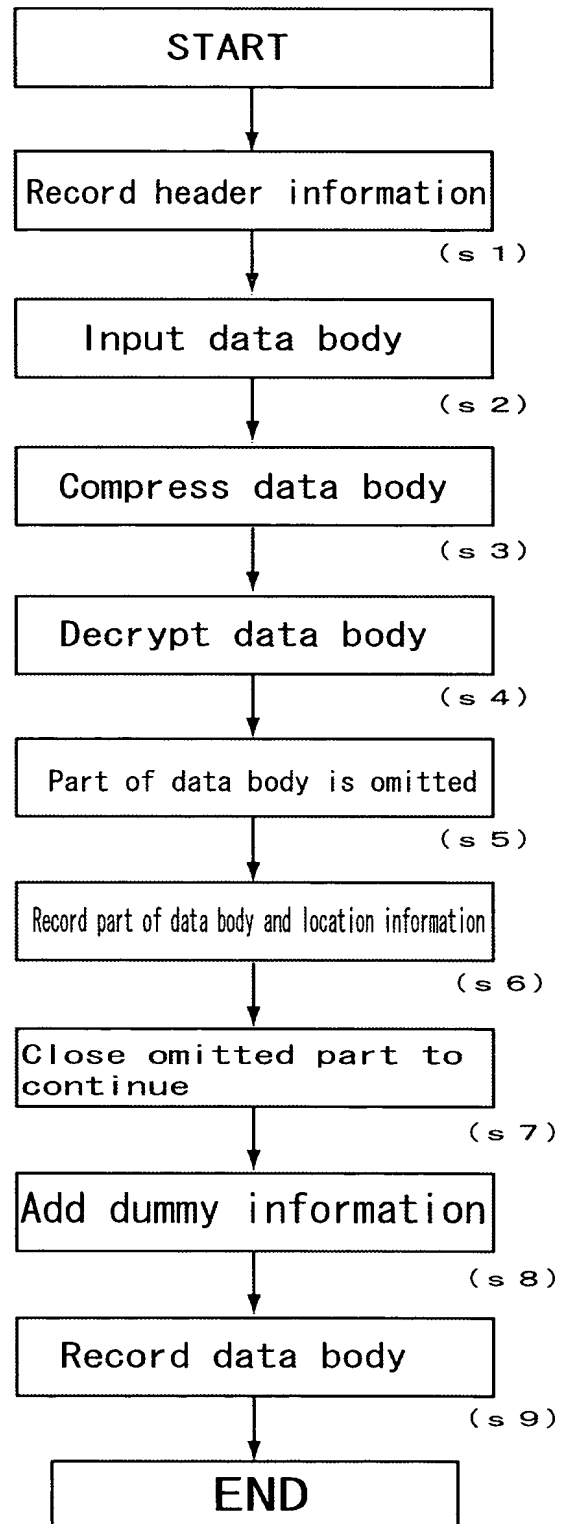 START
Record header information
(s 1)
Input data body
(s 2)
Compress data body
(s 3)
Decrypt data body
(s 4)
Part of data body is omitted
(s 5)
Record part of data body and location information
(s 6)
Close omitted part to
continue
(s 7)
Add dummy information
(s 8)
Record data body
(s 9)
END